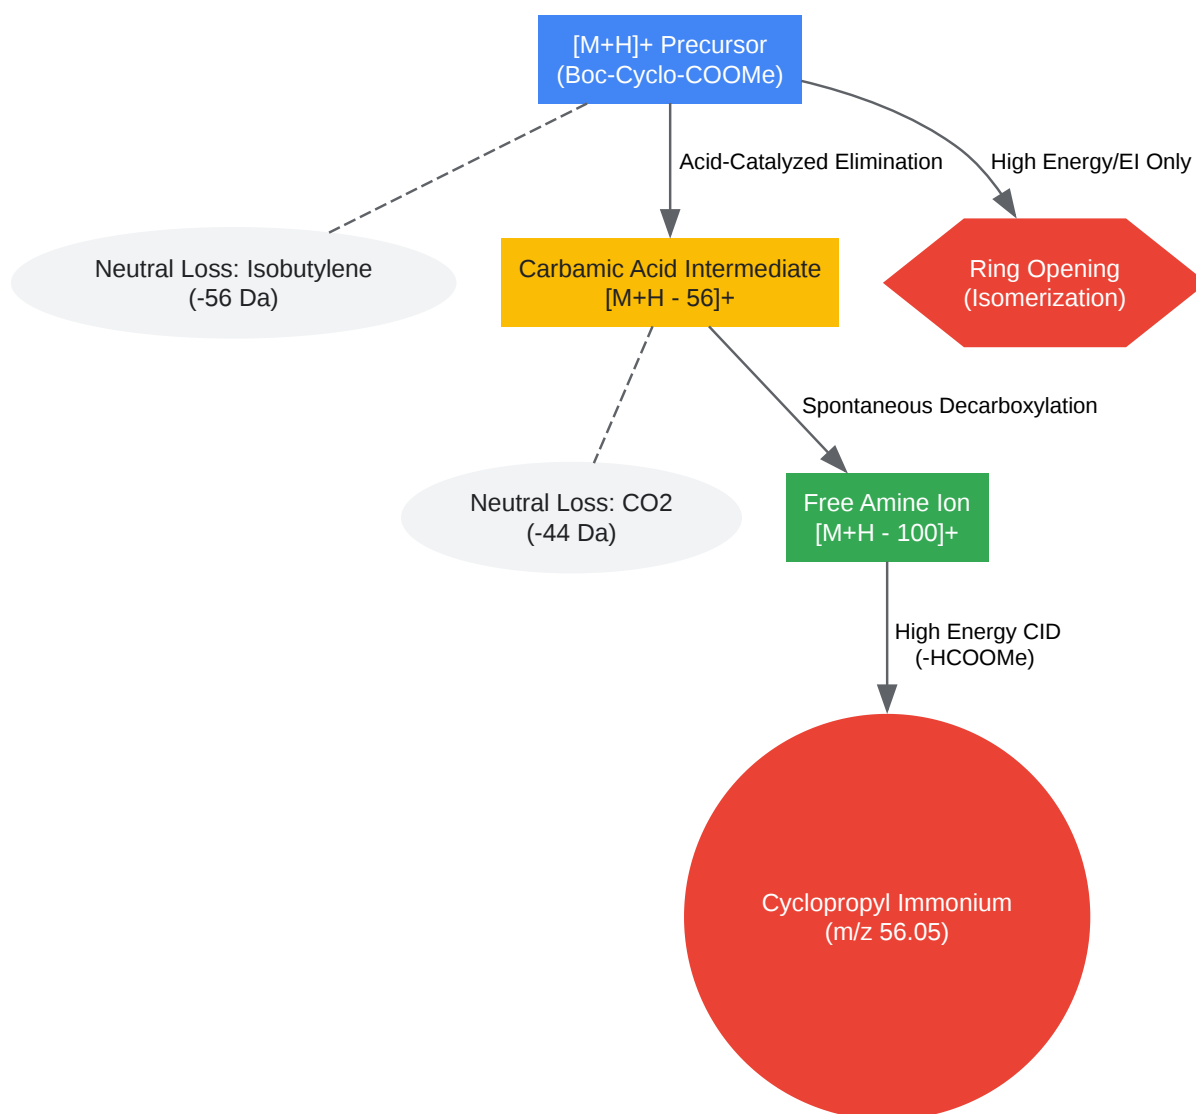 [M+H]+ Precursor
(Boc-Cyclo-COOMe)
Acid-Catalyzed Elimination
High Energy/EI Only
Neutral Loss: Isobutylene
(-56 Da)
Carbamic Acid Intermediate
[M+H - 56]+
Ring Opening
(Isomerization)
Spontaneous Decarboxylation
Neutral Loss: CO2
(-44 Da)
Free Amine Ion
[M+H - 100]+
High Energy CID
(-HCOOMe)
Cyclopropyl Immonium
(m/z 56.05)